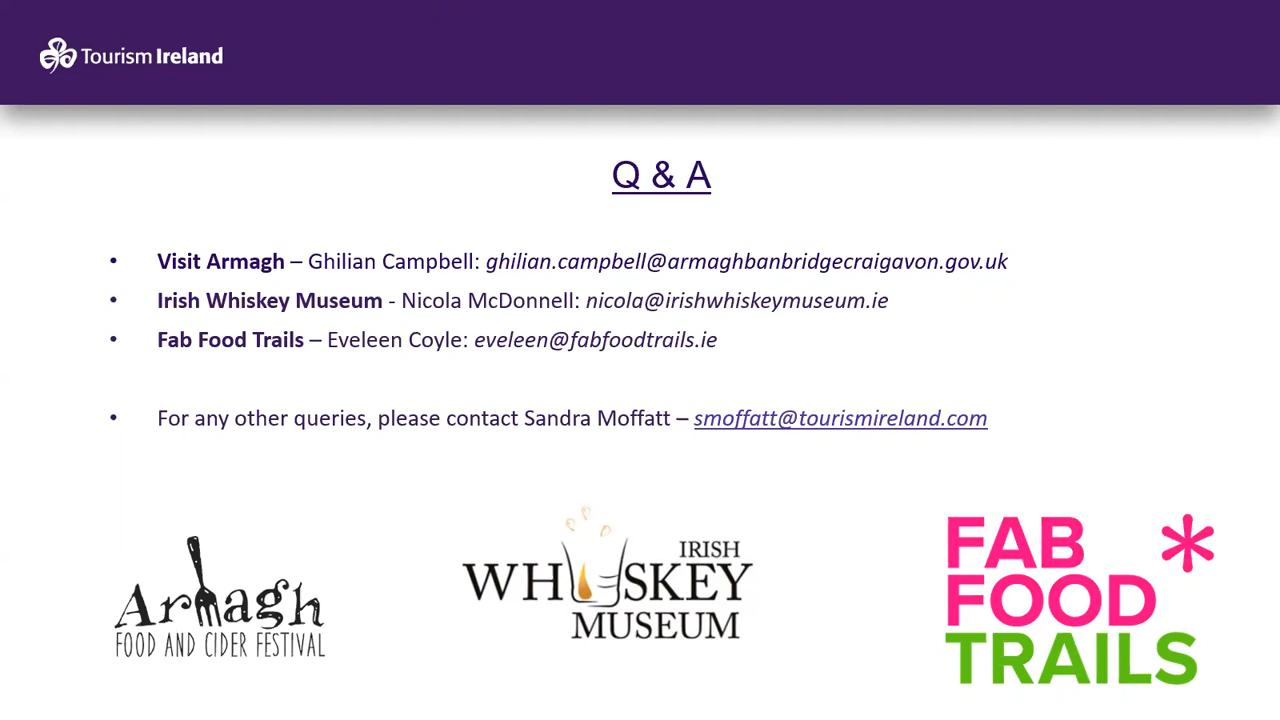 Tourism Ireland
Q & A
• Visit Armagh – Ghilian Campbell: ghilian.campbell@armaghbanbridgecraigavon.gov.uk
• Irish Whiskey Museum - Nicola McDonnell: nicola@irishwhiskeymuseum.ie
• Fab Food Trails – Eveleen Coyle: eveleen@fabfoodtrails.ie
• For any other queries, please contact Sandra Moffatt – smoffatt@tourismireland.com
Armagh
FOOD AND CIDER FESTIVAL
IRISH
WHISKEY
MUSEUM
FAB *
FOOD
TRAILS